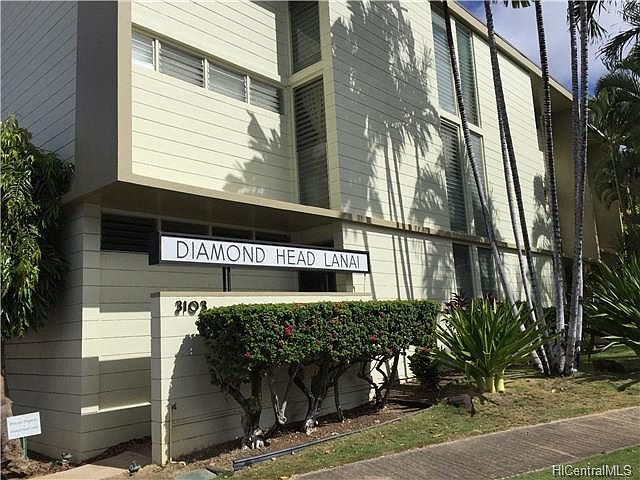 DIAMOND HEAD LANAI
3103
HiCentralMLS